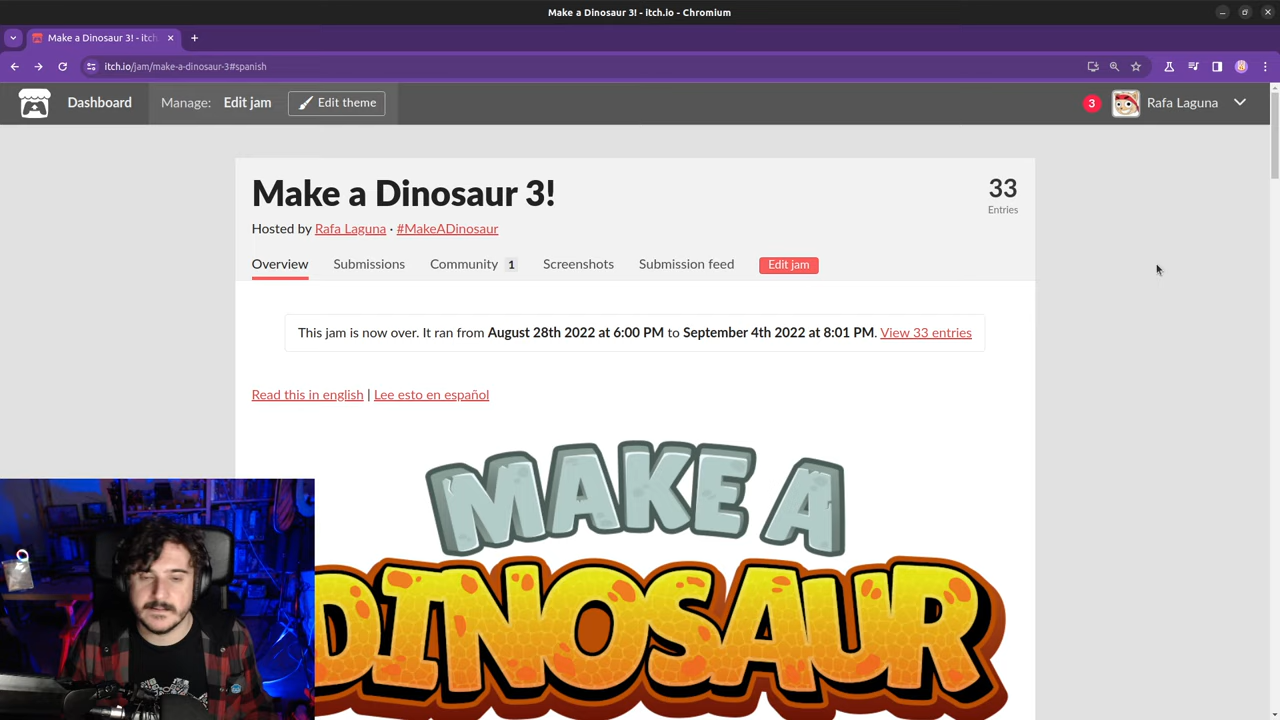 Make a Dinosaur 3! - itch.io - Chromium
Make a Dinosaur 3! - itch
itch.io/jam/make-a-dinosaur-3#spanish
Dashboard Manage: Edit jam Edit theme 3 Rafa Laguna
Make a Dinosaur 3! 33
Entries
Hosted by Rafa Laguna · #MakeADinosaur
Overview Submissions Community 1 Screenshots Submission feed Edit jam
This jam is now over. It ran from August 28th 2022 at 6:00 PM to September 4th 2022 at 8:01 PM. View 33 entries
Read this in english | Lee esto en español
MAKE A
DINOSAUR